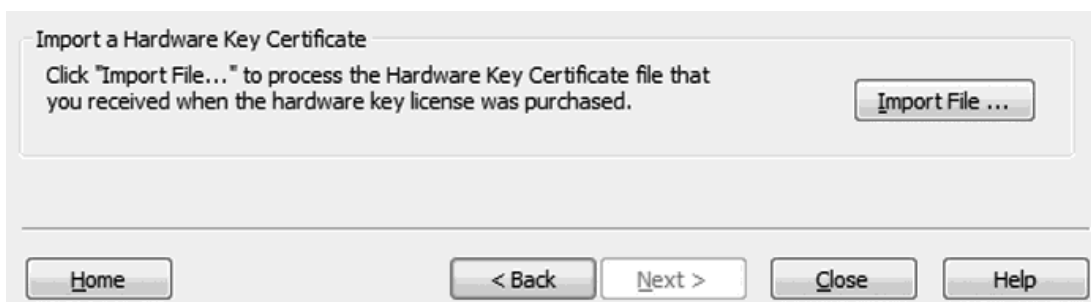 Import a Hardware Key Certificate
Click "Import File..." to process the Hardware Key Certificate file that
you received when the hardware key license was purchased.
Import File ...
Home
< Back
Next >
Close
Help